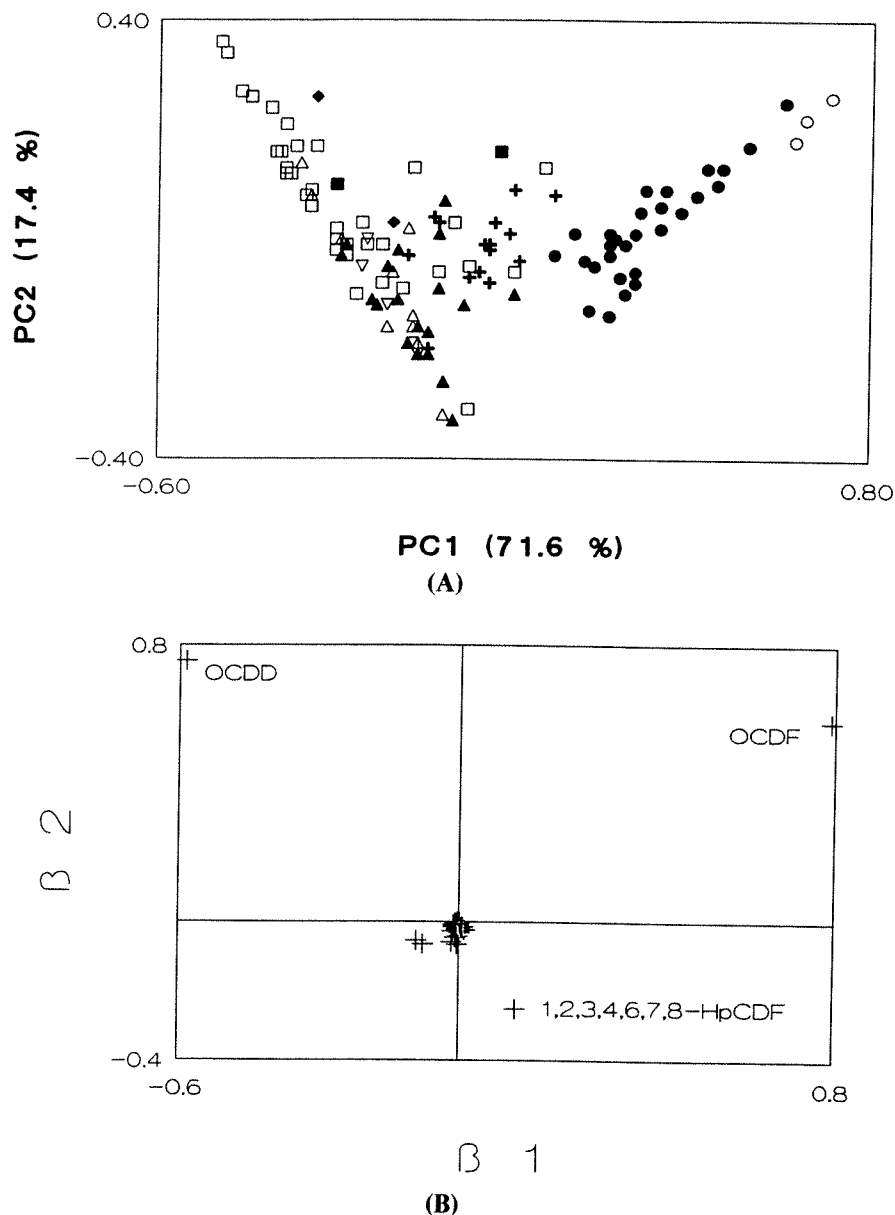 0.40
PC2 (17.4 %)
−0.40
−0.60
0.80
PC1 (71.6 %)
(A)
0.8
OCDD
OCDF
β 2
1,2,3,4,6,7,8−HpCDF
−0.4
−0.6
0.8
β 1
(B)